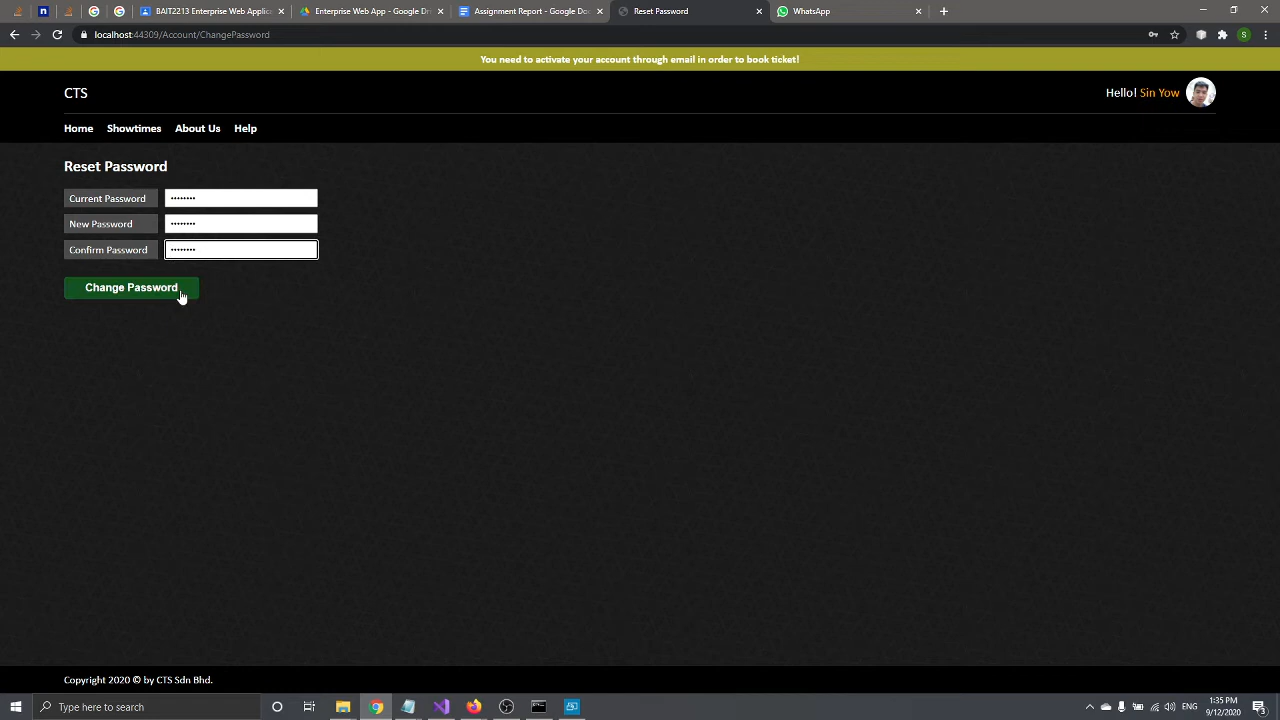 BAIT2213 Enterprise Web Applica
Enterprise Web App - Google Driv
Assignment Report - Google Doc
Reset Password
WhatsApp
localhost:44309/Account/ChangePassword
S
You need to activate your account through email in order to book ticket!
CTS
Hello! Sin Yow
Home
Showtimes
About Us
Help
Reset Password
Current Password
••••••••
New Password
••••••••
Confirm Password
••••••••
Change Password
Copyright 2020 © by CTS Sdn Bhd.
Type here to search
ENG
1:35 PM
9/12/2020